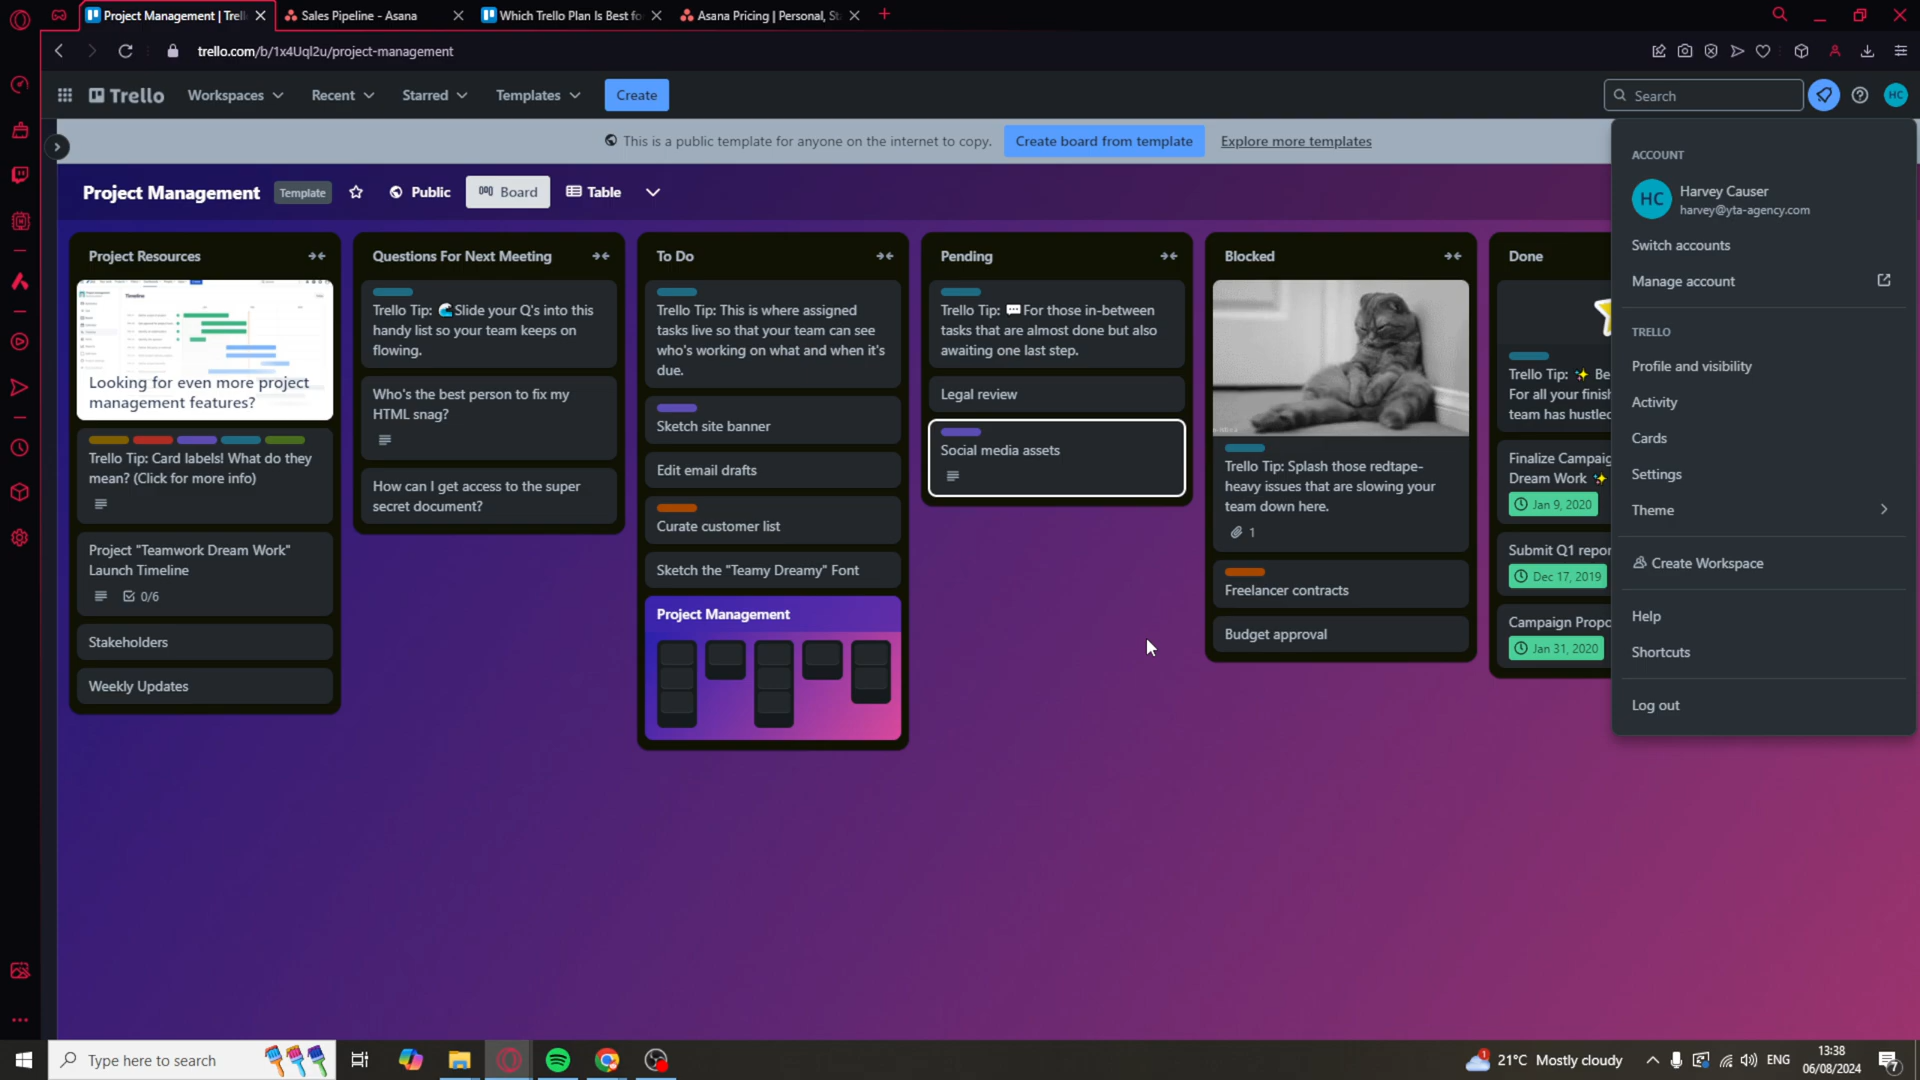 Project Management | Trell
Sales Pipeline - Asana
Which Trello Plan Is Best fo
Asana Pricing | Personal, St
trello.com/b/1x4Uql2u/project-management
Trello
Workspaces
Recent
Starred
Templates
Create
Search
HC
This is a public template for anyone on the internet to copy.
Create board from template
Explore more templates
Project Management
Template
Public
Board
Table
Project Resources
Looking for even more project
management features?
Trello Tip: Card labels! What do they
mean? (Click for more info)
Project "Teamwork Dream Work"
Launch Timeline
0/6
Stakeholders
Weekly Updates
Questions For Next Meeting
Trello Tip: 🌊Slide your Q's into this
handy list so your team keeps on
flowing.
Who's the best person to fix my
HTML snag?
How can I get access to the super
secret document?
To Do
Trello Tip: This is where assigned
tasks live so that your team can see
who's working on what and when it's
due.
Sketch site banner
Edit email drafts
Curate customer list
Sketch the "Teamy Dreamy" Font
Project Management
Pending
Trello Tip: 💬For those in-between
tasks that are almost done but also
awaiting one last step.
Legal review
Social media assets
Blocked
Trello Tip: Splash those redtape-
heavy issues that are slowing your
team down here.
1
Freelancer contracts
Budget approval
Done
Trello Tip: ✨ Be
For all your finish
team has hustled
Finalize Campaig
Dream Work ✨
Jan 9, 2020
Submit Q1 repor
Dec 17, 2019
Campaign Propo
Jan 31, 2020
ACCOUNT
HC
Harvey Causer
harvey@yta-agency.com
Switch accounts
Manage account
TRELLO
Profile and visibility
Activity
Cards
Settings
Theme
Create Workspace
Help
Shortcuts
Log out
Type here to search
1
21°C Mostly cloudy
ENG
13:38
06/08/2024
7